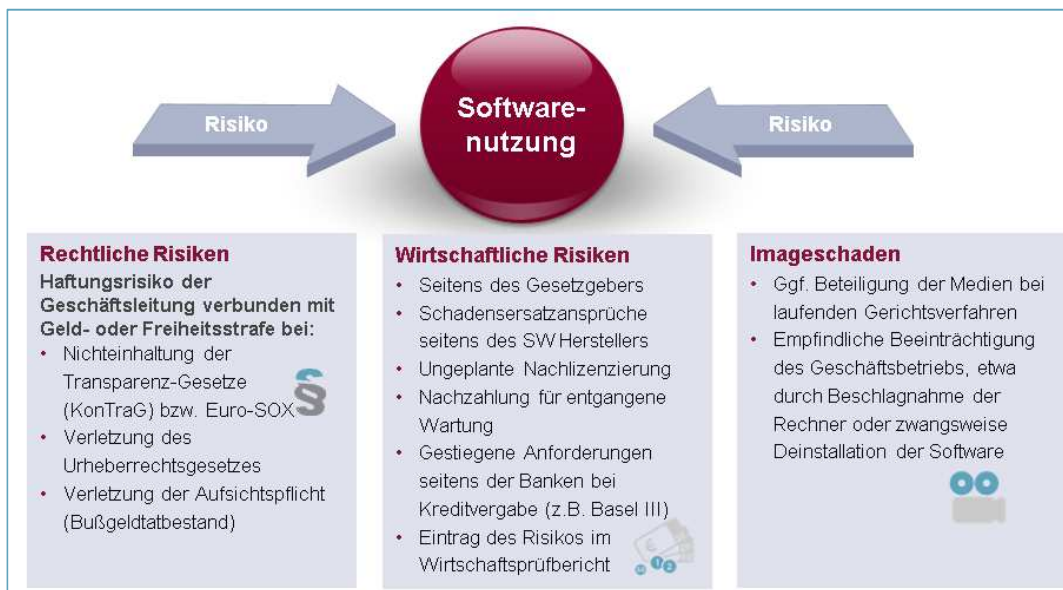 Risiko
Software-
nutzung
Risiko
Rechtliche Risiken
Haftungsrisiko der
Geschäftsleitung verbunden mit
Geld- oder Freiheitsstrafe bei:
• Nichteinhaltung der
Transparenz-Gesetze
(KonTraG) bzw. Euro-SOX
• Verletzung des
Urheberrechtsgesetzes
• Verletzung der Aufsichtspflicht
(Bußgeldtatbestand)
Wirtschaftliche Risiken
• Seitens des Gesetzgebers
• Schadensersatzansprüche
seitens des SW Herstellers
• Ungeplante Nachlizenzierung
• Nachzahlung für entgangene
Wartung
• Gestiegene Anforderungen
seitens der Banken bei
Kreditvergabe (z.B. Basel III)
• Eintrag des Risikos im
Wirtschaftsprüfbericht
Imageschaden
• Ggf. Beteiligung der Medien bei
laufenden Gerichtsverfahren
• Empfindliche Beeinträchtigung
des Geschäftsbetriebs, etwa
durch Beschlagnahme der
Rechner oder zwangsweise
Deinstallation der Software